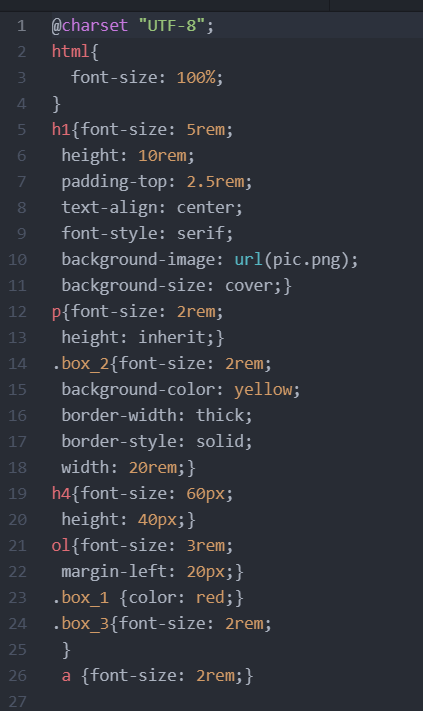 1 @charset "UTF-8";
2 html{
3   font-size: 100%;
4 }
5 h1{font-size: 5rem;
6  height: 10rem;
7  padding-top: 2.5rem;
8  text-align: center;
9  font-style: serif;
10  background-image: url(pic.png);
11  background-size: cover;}
12 p{font-size: 2rem;
13  height: inherit;}
14 .box_2{font-size: 2rem;
15  background-color: yellow;
16  border-width: thick;
17  border-style: solid;
18  width: 20rem;}
19 h4{font-size: 60px;
20  height: 40px;}
21 ol{font-size: 3rem;
22  margin-left: 20px;}
23 .box_1 {color: red;}
24 .box_3{font-size: 2rem;
25  }
26  a {font-size: 2rem;}
27